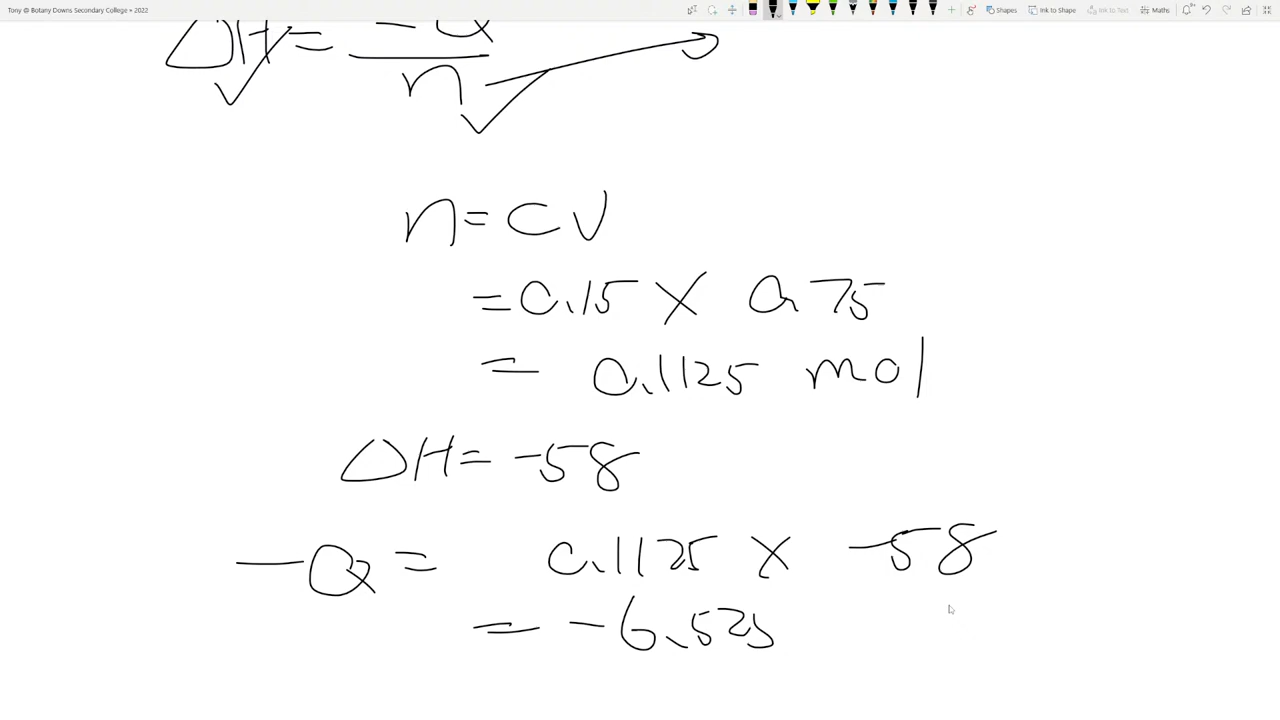 Tony @ Botany Downs Secondary College » 2022
Shapes Ink to Shape Ink to Text Maths
ΔH = -Q
n
n = CV
= 0.15 X 0.75
= 0.1125 mol
ΔH = -58
-Q = 0.1125 X -58
= -6.525